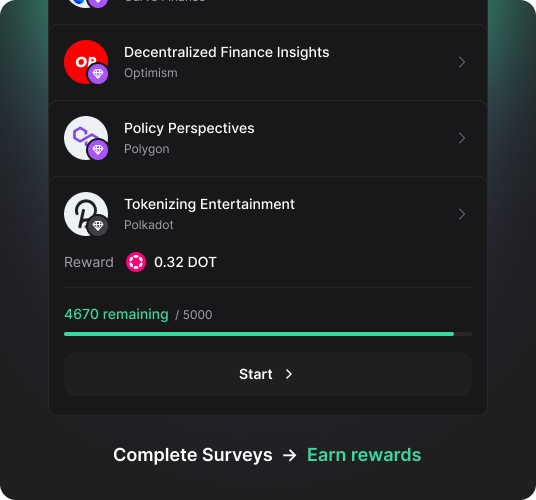 Decentralized Finance Insights
OP
Optimism
Policy Perspectives
Polygon
Tokenizing Entertainment
Polkadot
Reward 0.32 DOT
4670 remaining / 5000
Start
Complete Surveys → Earn rewards